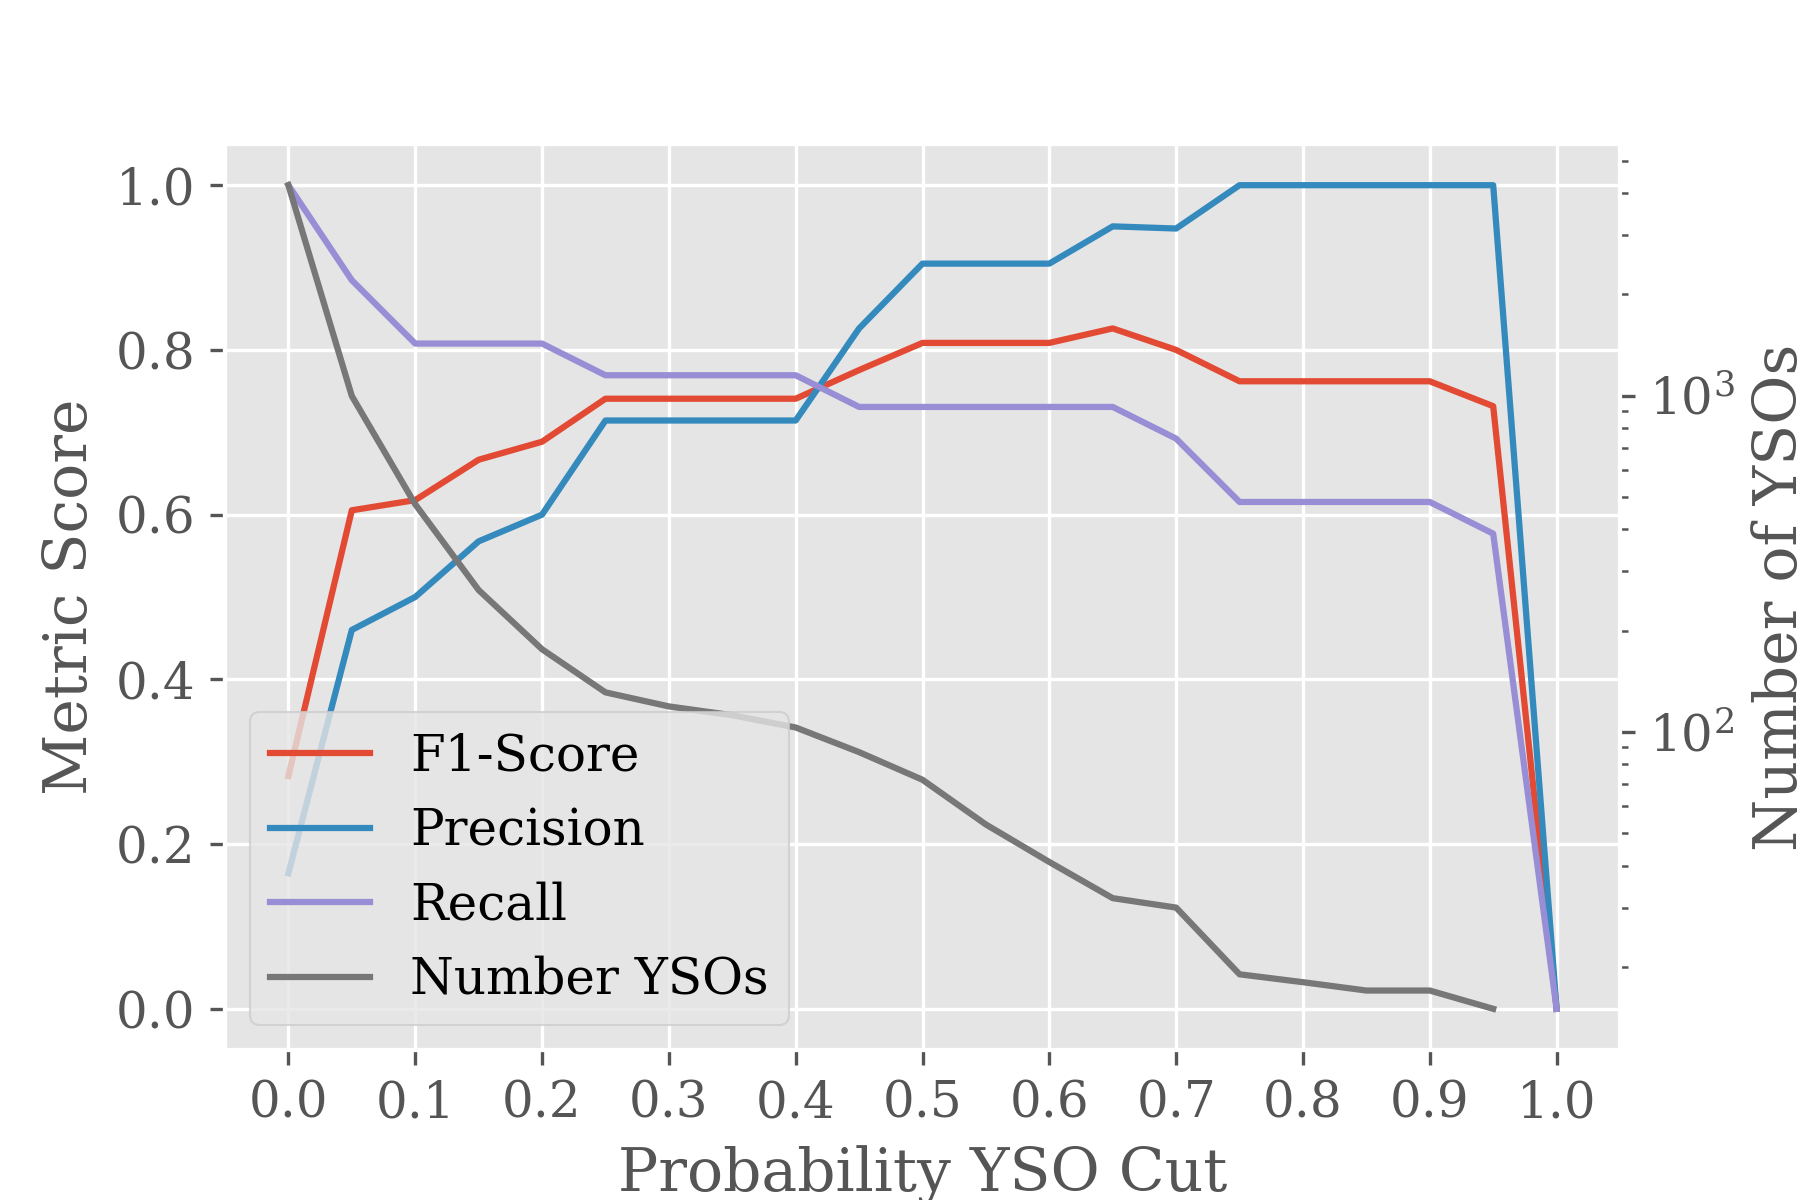 1.0
0.8
0.6
0.4
0.2
0.0
Metric Score
F1-Score
Precision
Recall
Number YSOs
10³
10²
Number of YSOs
0.0 0.1 0.2 0.3 0.4 0.5 0.6 0.7 0.8 0.9 1.0
Probability YSO Cut